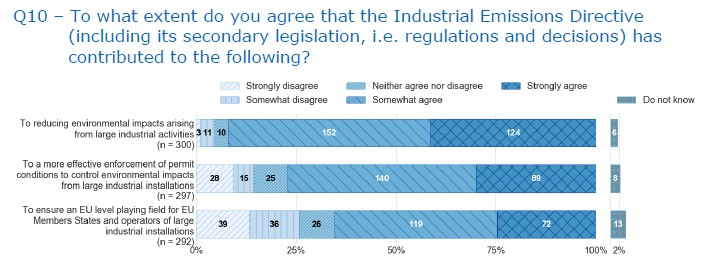 Q10 – To what extent do you agree that the Industrial Emissions Directive
(including its secondary legislation, i.e. regulations and decisions) has
contributed to the following?
Strongly disagree Neither agree nor disagree Strongly agree
Somewhat disagree Somewhat agree Do not know
To reducing environmental impacts arising
from large industrial activities
(n = 300)
3 11 10 152 124 6
To a more effective enforcement of permit
conditions to control environmental impacts
from large industrial installations
(n = 297)
28 15 25 140 89 8
To ensure an EU level playing field for EU
Members States and operators of large
industrial installations
(n = 292)
39 36 26 119 72 13
0% 25% 50% 75% 100% 2%